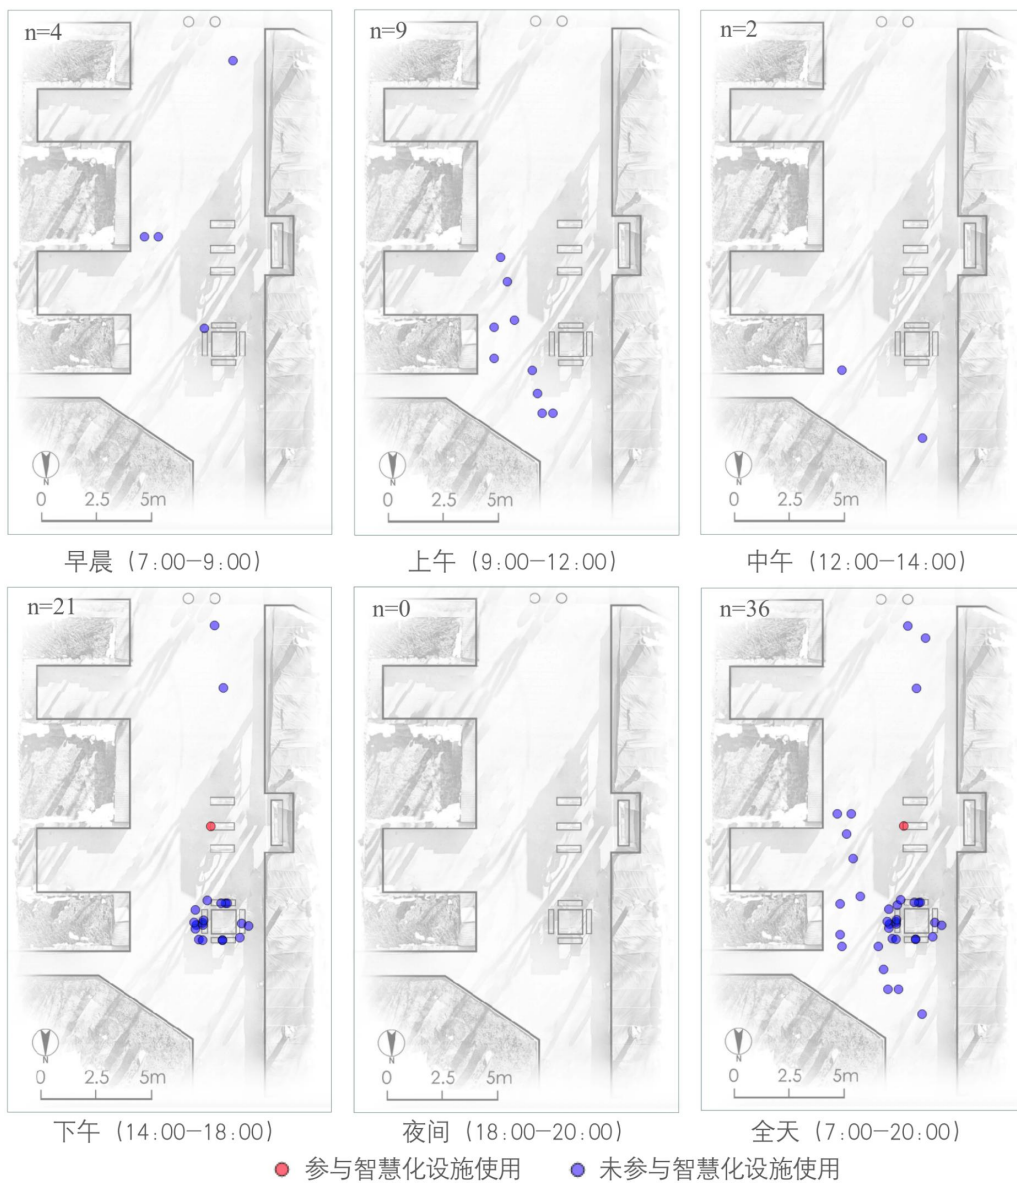 n=4
n=9
n=2
N
0 2.5 5m
N
0 2.5 5m
N
0 2.5 5m
早晨 (7:00—9:00)
上午 (9:00—12:00)
中午 (12:00—14:00)
n=21
n=0
n=36
N
0 2.5 5m
N
0 2.5 5m
N
0 2.5 5m
下午 (14:00—18:00)
夜间 (18:00—20:00)
全天 (7:00—20:00)
参与智慧化设施使用
未参与智慧化设施使用